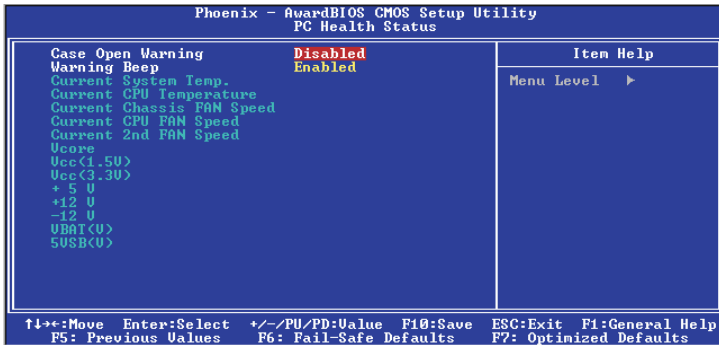 Phoenix - AwardBIOS CMOS Setup Utility
PC Health Status
Case Open Warning Disabled
Warning Beep Enabled
Current System Temp.
Current CPU Temperature
Current Chassis FAN Speed
Current CPU FAN Speed
Current 2nd FAN Speed
Vcore
Vcc(1.5V)
Vcc(3.3V)
+ 5 V
+12 V
-12 V
VBAT(V)
5VSB(V)
Item Help
Menu Level ►
↑↓→←:Move Enter:Select +/-/PU/PD:Value F10:Save ESC:Exit F1:General Help
F5: Previous Values F6: Fail-Safe Defaults F7: Optimized Defaults